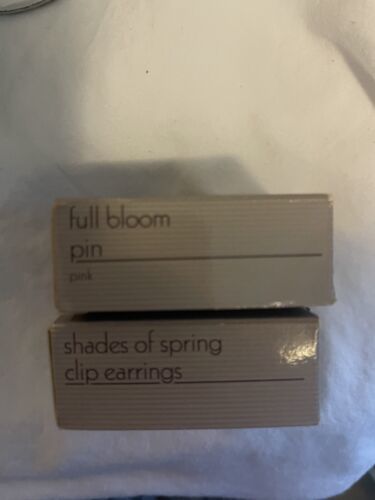 full bloom
pin
pink
shades of spring
clip earrings